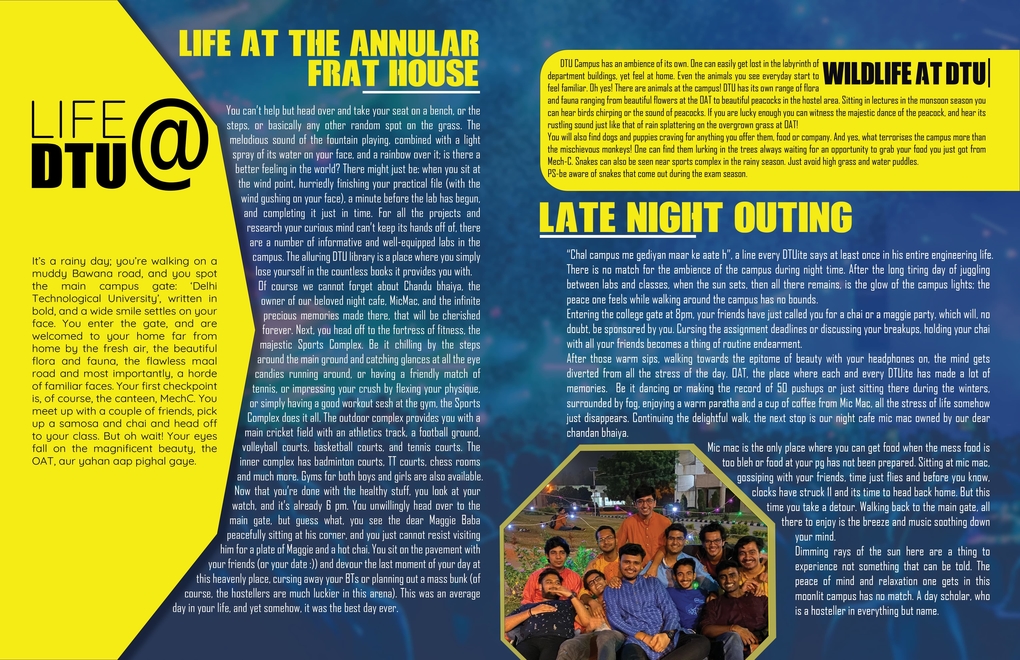 LIFE @
DTU
It's a rainy day; you're walking on a
muddy Bawana road, and you spot
the main campus gate: 'Delhi
Technological University', written in
bold, and a wide smile settles on your
face. You enter the gate, and are
welcomed to your home far from
home by the fresh air, the beautiful
flora and fauna, the flawless maal
road and most importantly, a horde
of familiar faces. Your first checkpoint
is, of course, the canteen, MechC. You
meet up with a couple of friends, pick
up a samosa and chai and head off
to your class. But oh wait! Your eyes
fall on the magnificent beauty, the
OAT, aur yahan aap pighal gaye.
LIFE AT THE ANNULAR
FRAT HOUSE
You can't help but head over and take your seat on a bench, or the
steps, or basically any other random spot on the grass. The
melodious sound of the fountain playing, combined with a light
spray of its water on your face, and a rainbow over it; is there a
better feeling in the world? There might just be: when you sit at
the wind point, hurriedly finishing your practical file (with the
wind gushing on your face), a minute before the lab has begun,
and completing it just in time. For all the projects and
research your curious mind can't keep its hands off of, there
are a number of informative and well-equipped labs in the
campus. The alluring DTU library is a place where you simply
lose yourself in the countless books it provides you with.
Of course we cannot forget about Chandu bhaiya, the
owner of our beloved night cafe, MicMac, and the infinite
precious memories made there, that will be cherished
forever. Next, you head off to the fortress of fitness, the
majestic Sports Complex. Be it chilling by the steps
around the main ground and catching glances at all the eye
candies running around, or having a friendly match of
tennis, or impressing your crush by flexing your physique,
or simply having a good workout sesh at the gym, the Sports
Complex does it all. The outdoor complex provides you with a
main cricket field with an athletics track, a football ground,
volleyball courts, basketball courts, and tennis courts. The
inner complex has badminton courts, TT courts, chess rooms
and much more. Gyms for both boys and girls are also available.
Now that you're done with the healthy stuff, you look at your
watch, and it's already 6 pm. You unwillingly head over to the
main gate, but guess what, you see the dear Maggie Baba
peacefully sitting at his corner, and you just cannot resist visiting
him for a plate of Maggie and a hot chai. You sit on the pavement with
your friends (or your date :)) and devour the last moment of your day at
this heavenly place, cursing away your BTs or planning out a mass bunk (of
course, the hostellers are much luckier in this arena). This was an average
day in your life, and yet somehow, it was the best day ever.
WILDLIFE AT DTU
DTU Campus has an ambience of its own. One can easily get lost in the labyrinth of
department buildings, yet feel at home. Even the animals you see everyday start to
feel familiar. Oh yes! There are animals at the campus! DTU has its own range of flora
and fauna ranging from beautiful flowers at the OAT to beautiful peacocks in the hostel area. Sitting in lectures in the monsoon season you
can hear birds chirping or the sound of peacocks. If you are lucky enough you can witness the majestic dance of the peacock, and hear its
rustling sound just like that of rain splattering on the overgrown grass at OAT!
You will also find dogs and puppies craving for anything you offer them, food or company. And yes, what terrorises the campus more than
the mischievous monkeys! One can find them lurking in the trees always waiting for an opportunity to grab your food you just got from
Mech-C. Snakes can also be seen near sports complex in the rainy season. Just avoid high grass and water puddles.
PS-be aware of snakes that come out during the exam season.
LATE NIGHT OUTING
"Chal campus me gediyan maar ke aate h", a line every DTUite says at least once in his entire engineering life.
There is no match for the ambience of the campus during night time. After the long tiring day of juggling
between labs and classes, when the sun sets, then all there remains, is the glow of the campus lights; the
peace one feels while walking around the campus has no bounds.
Entering the college gate at 8pm, your friends have just called you for a chai or a maggie party, which will, no
doubt, be sponsored by you. Cursing the assignment deadlines or discussing your breakups, holding your chai
with all your friends becomes a thing of routine endearment.
After those warm sips, walking towards the epitome of beauty with your headphones on, the mind gets
diverted from all the stress of the day. OAT, the place where each and every DTUite has made a lot of
memories. Be it dancing or making the record of 50 pushups or just sitting there during the winters,
surrounded by fog, enjoying a warm paratha and a cup of coffee from Mic Mac, all the stress of life somehow
just disappears. Continuing the delightful walk, the next stop is our night cafe mic mac owned by our dear
chandan bhaiya.
Mic mac is the only place where you can get food when the mess food is
too bleh or food at your pg has not been prepared. Sitting at mic mac,
gossiping with your friends, time just flies and before you know,
clocks have struck 11 and its time to head back home. But this
time you take a detour. Walking back to the main gate, all
there to enjoy is the breeze and music soothing down
your mind.
Dimming rays of the sun here are a thing to
experience not something that can be told. The
peace of mind and relaxation one gets in this
moonlit campus has no match. A day scholar, who
is a hosteller in everything but name.